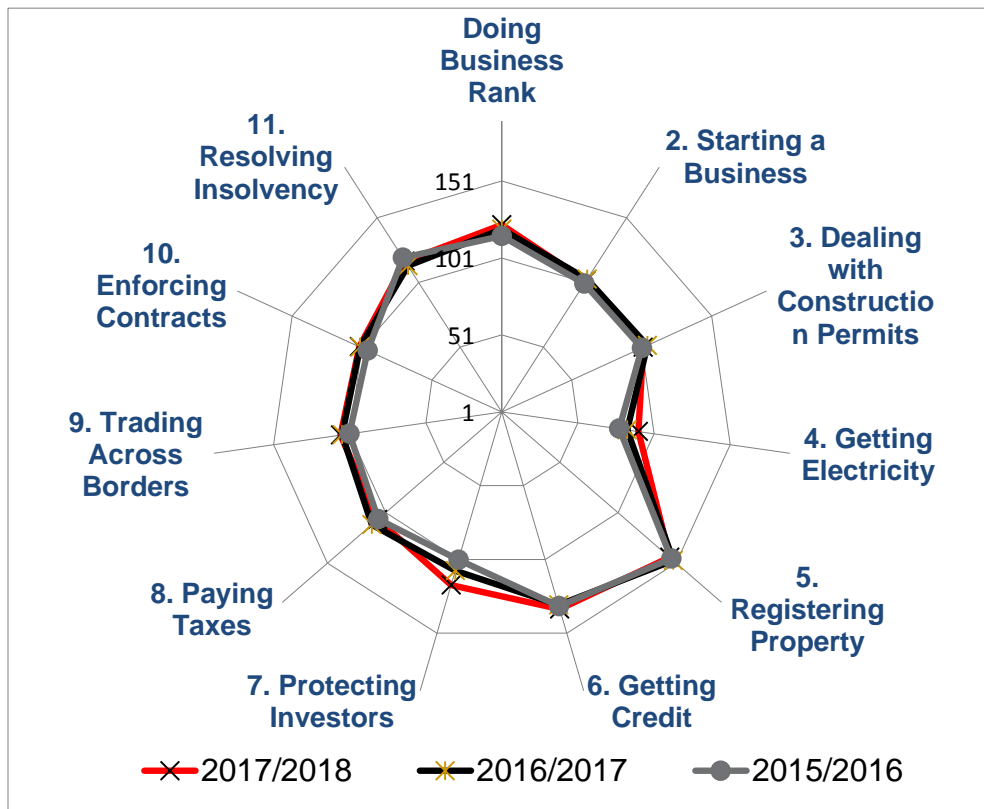 Doing
Business
Rank
2. Starting a
Business
3. Dealing
with
Constructio
n Permits
4. Getting
Electricity
5.
Registering
Property
6. Getting
Credit
7. Protecting
Investors
8. Paying
Taxes
9. Trading
Across
Borders
10.
Enforcing
Contracts
11.
Resolving
Insolvency
151
101
51
1
2017/2018 2016/2017 2015/2016